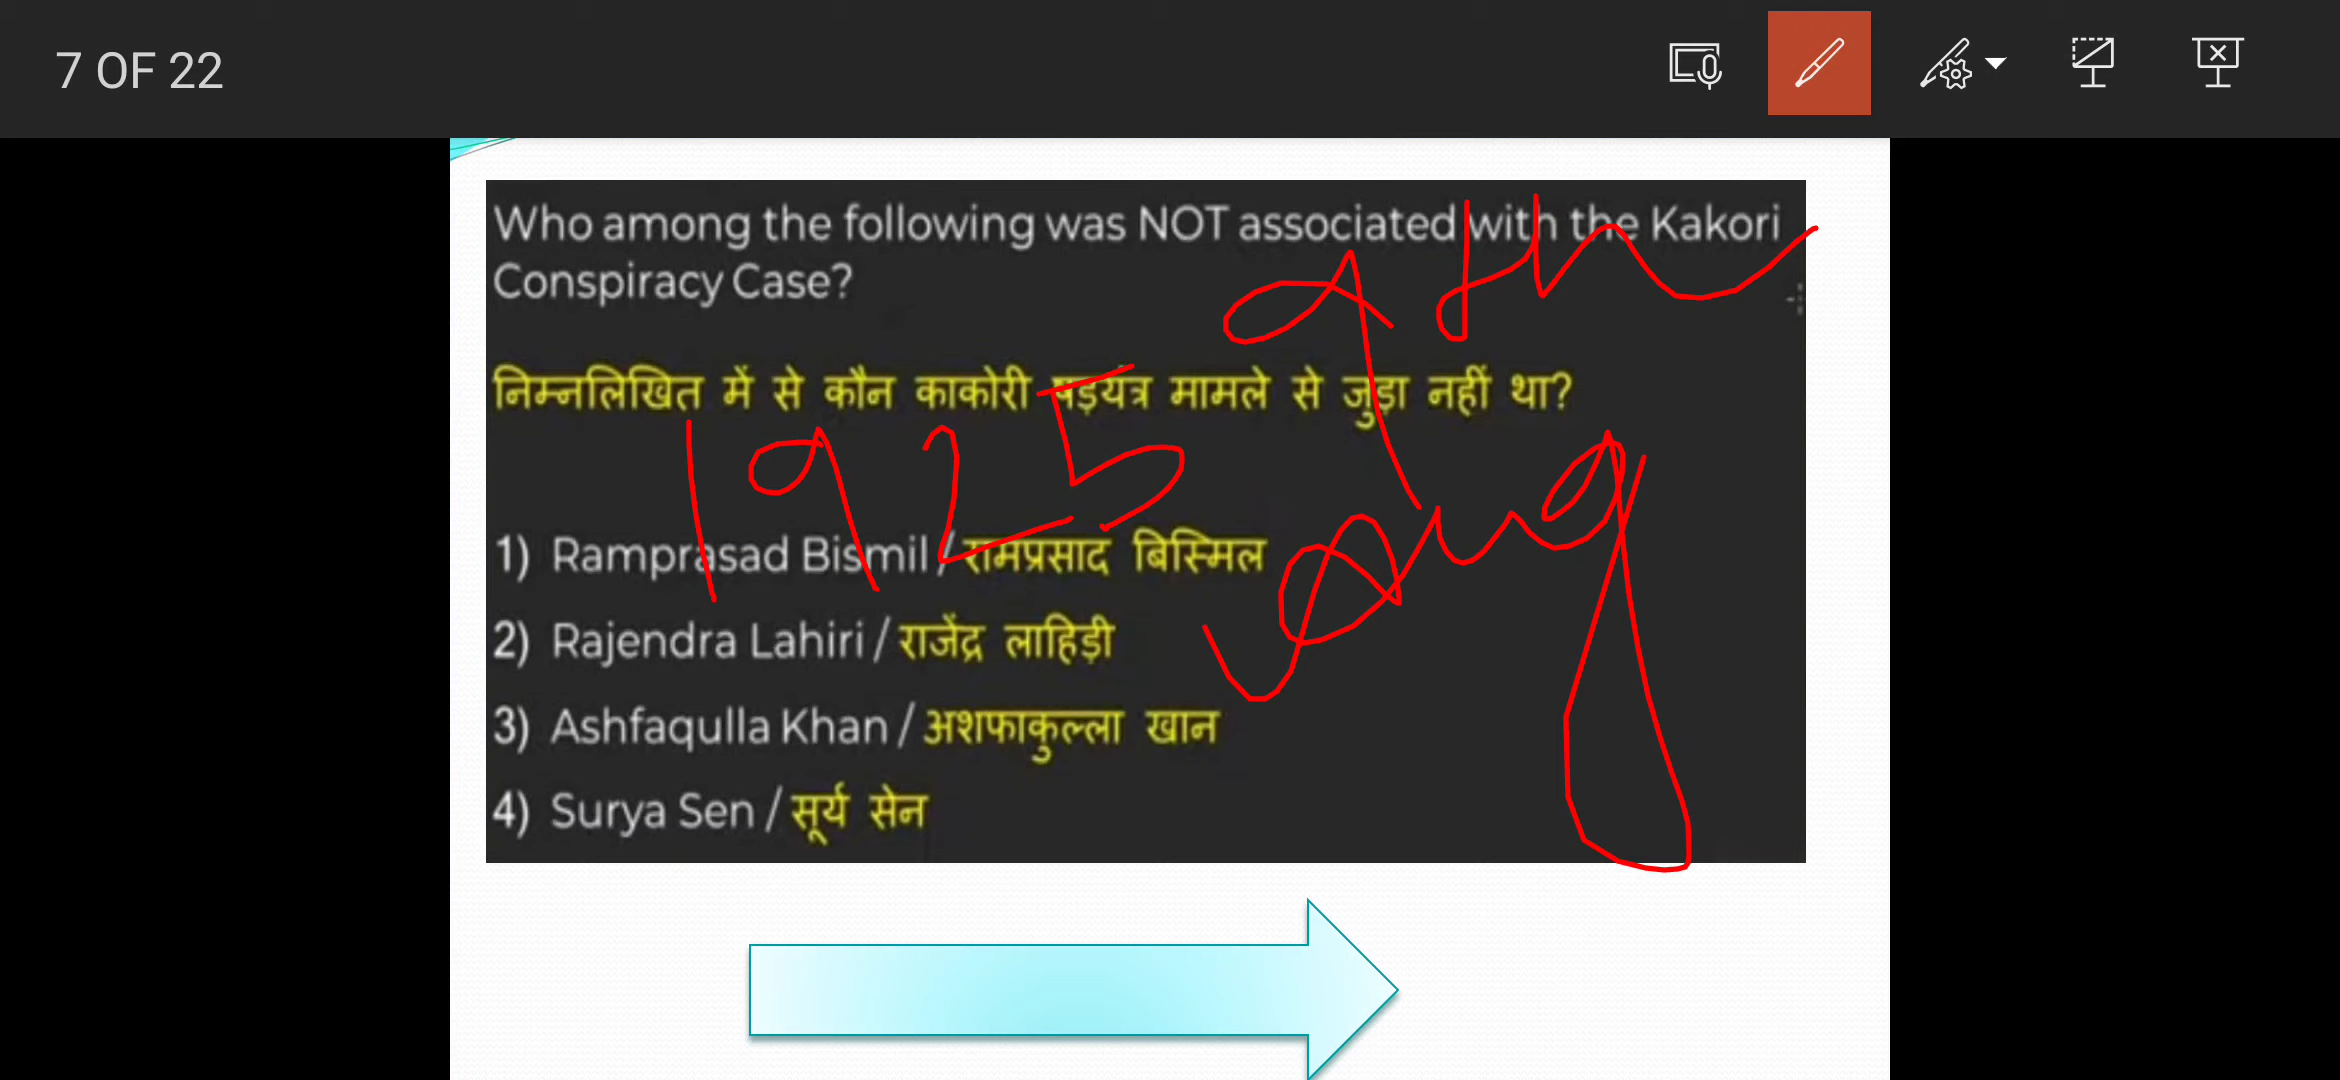 7 OF 22
Who among the following was NOT associated with the Kakori
Conspiracy Case?
9th
निम्नलिखित में से कौन काकोरी षड़यंत्र मामले से जुड़ा नहीं था?
1925
Aug
1) Ramprasad Bismil / रामप्रसाद बिस्मिल
2) Rajendra Lahiri / राजेंद्र लाहिड़ी
3) Ashfaqulla Khan / अशफाकुल्ला खान
4) Surya Sen / सूर्य सेन